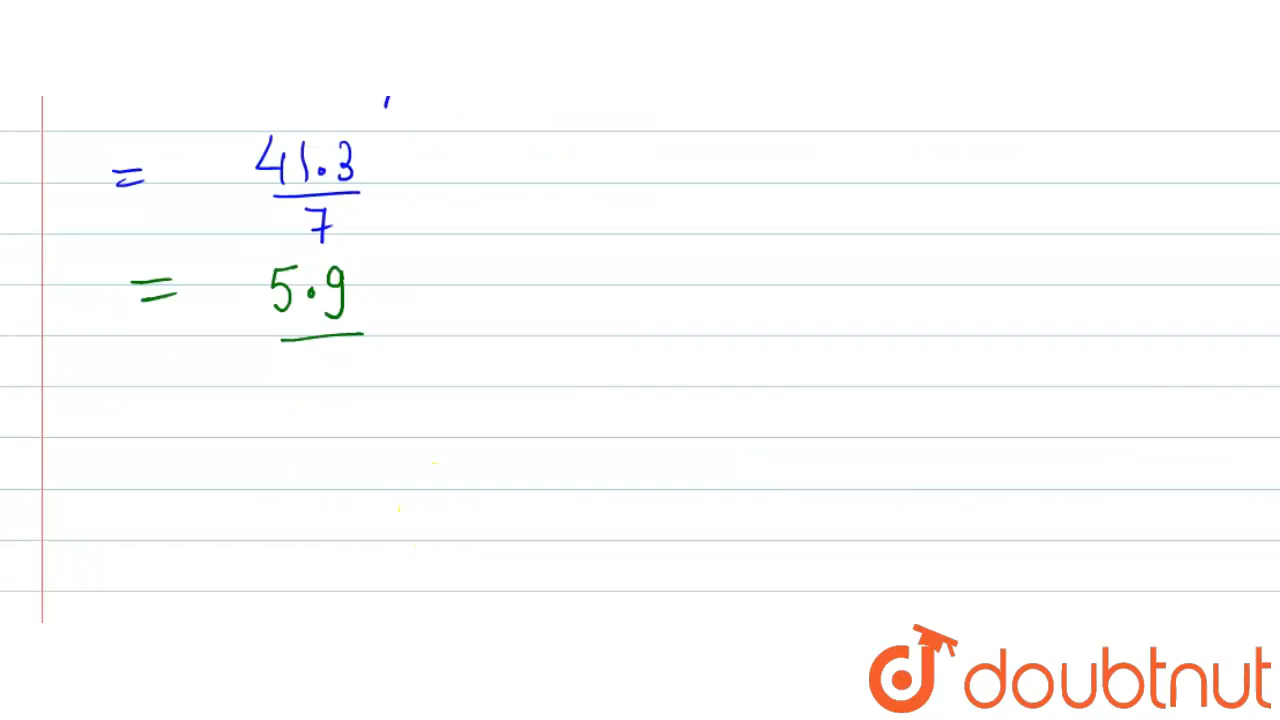 = 41.3
7
= 5.9
doubtnut